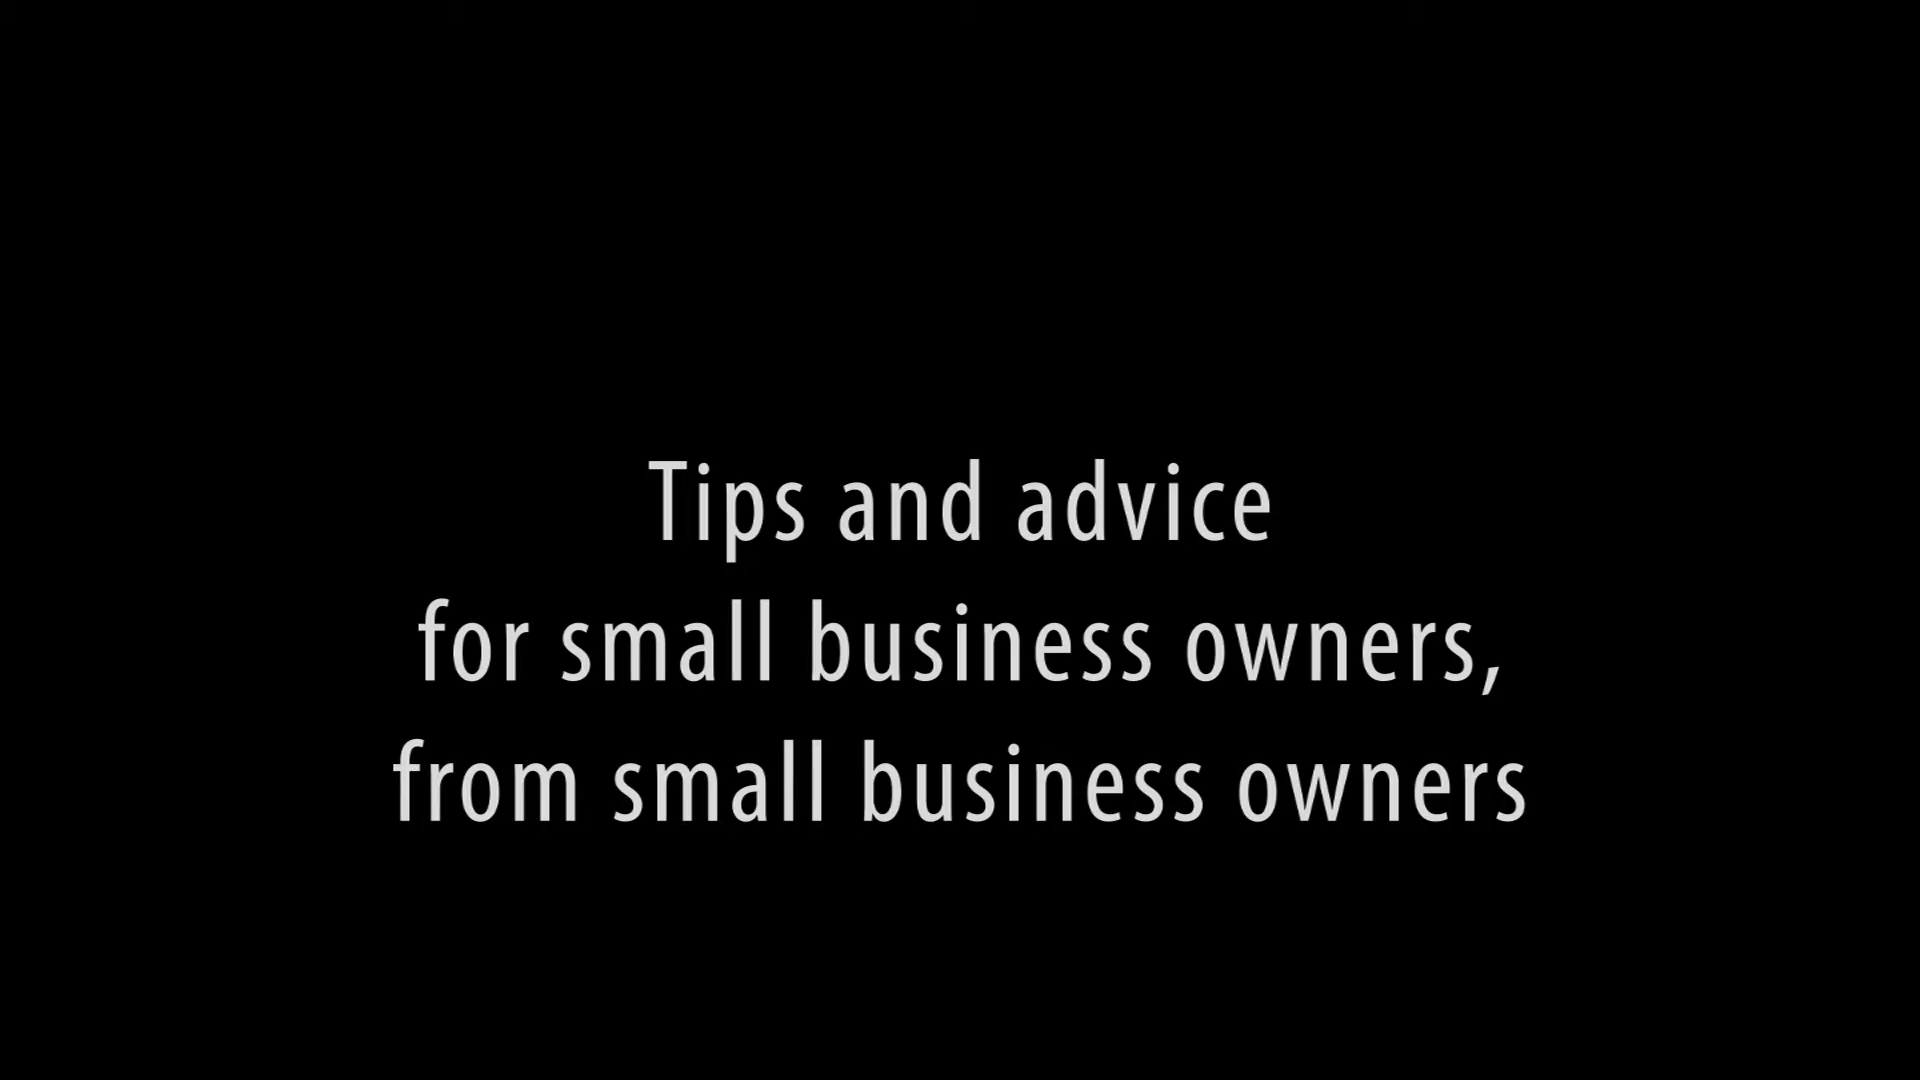 Tips and advice
for small business owners,
from small business owners